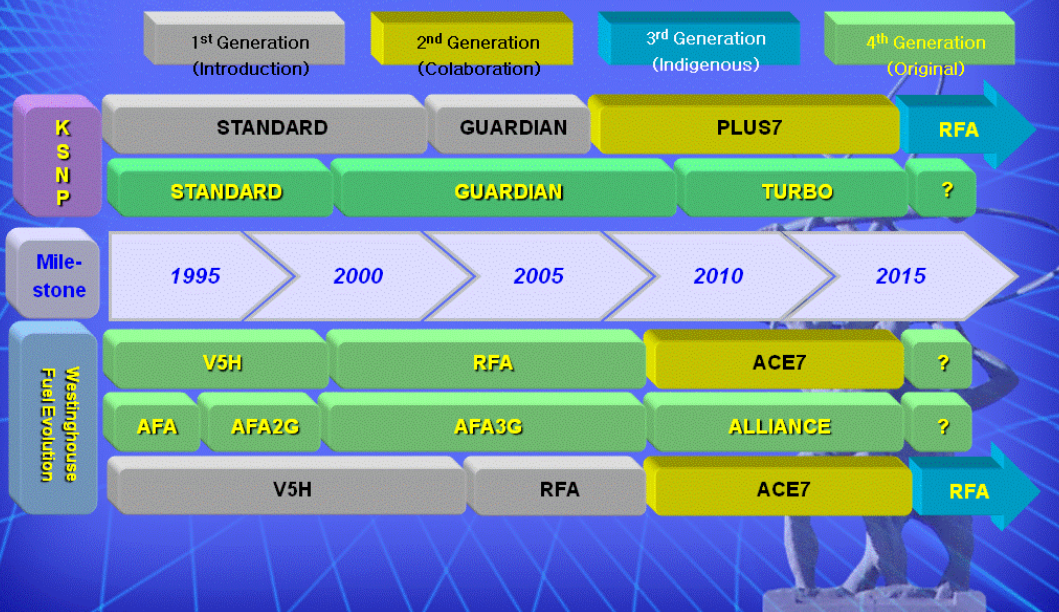 1st Generation
(Introduction)
2nd Generation
(Colaboration)
3rd Generation
(Indigenous)
4th Generation
(Original)
KSNP
STANDARD
GUARDIAN
PLUS7
RFA
STANDARD
GUARDIAN
TURBO
?
Mile-
stone
1995
2000
2005
2010
2015
Westinghouse
Fuel Evolution
V5H
RFA
ACE7
?
AFA
AFA2G
AFA3G
ALLIANCE
?
V5H
RFA
ACE7
RFA